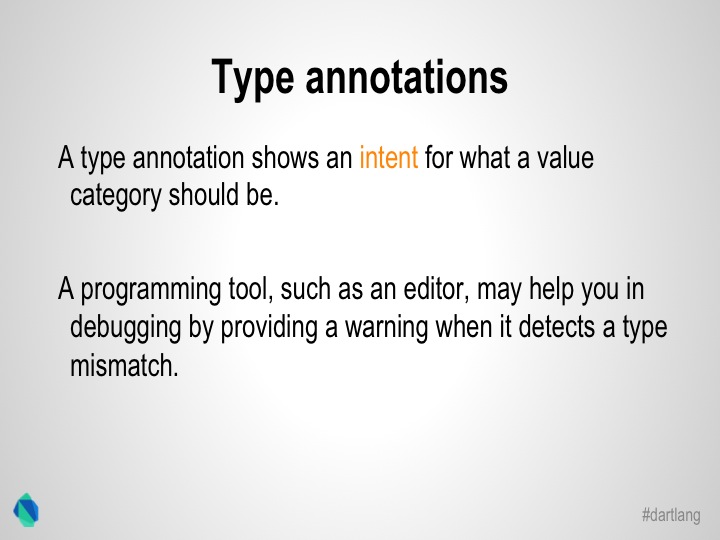 Type annotations
A type annotation shows an intent for what a value
category should be.
A programming tool, such as an editor, may help you in
debugging by providing a warning when it detects a type
mismatch.
#dartlang